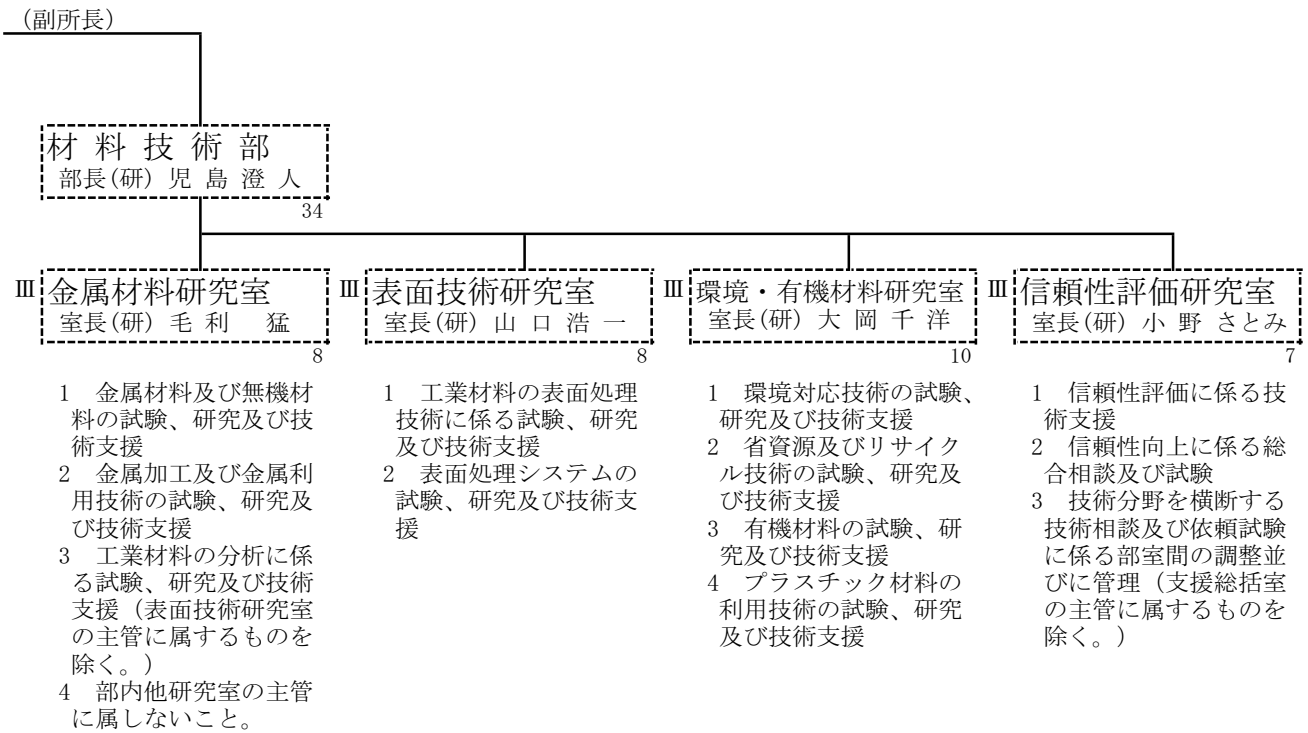 (副所長)
材料技術部
部長(研) 児島澄人
34
Ⅲ 金属材料研究室
室長(研) 毛利　猛
8
1　金属材料及び無機材
料の試験、研究及び技
術支援
2　金属加工及び金属利
用技術の試験、研究及
び技術支援
3　工業材料の分析に係
る試験、研究及び技術
支援（表面技術研究室
の主管に属するものを
除く。）
4　部内他研究室の主管
に属しないこと。
Ⅲ 表面技術研究室
室長(研) 山口浩一
8
1　工業材料の表面処理
技術に係る試験、研究
及び技術支援
2　表面処理システムの
試験、研究及び技術支
援
Ⅲ 環境・有機材料研究室
室長(研) 大岡千洋
10
1　環境対応技術の試験、
研究及び技術支援
2　省資源及びリサイク
ル技術の試験、研究及
び技術支援
3　有機材料の試験、研
究及び技術支援
4　プラスチック材料の
利用技術の試験、研究
及び技術支援
Ⅲ 信頼性評価研究室
室長(研) 小野さとみ
7
1　信頼性評価に係る技
術支援
2　信頼性向上に係る総
合相談及び試験
3　技術分野を横断する
技術相談及び依頼試験
に係る部室間の調整並
びに管理（支援総括室
の主管に属するものを
除く。）